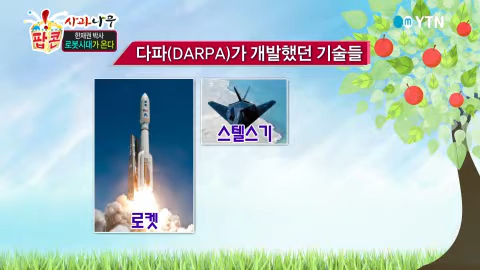 사과나무
팝콘
한재권 박사
로봇시대가 온다
YTN
다파(DARPA)가 개발했던 기술들
스텔스기
로켓